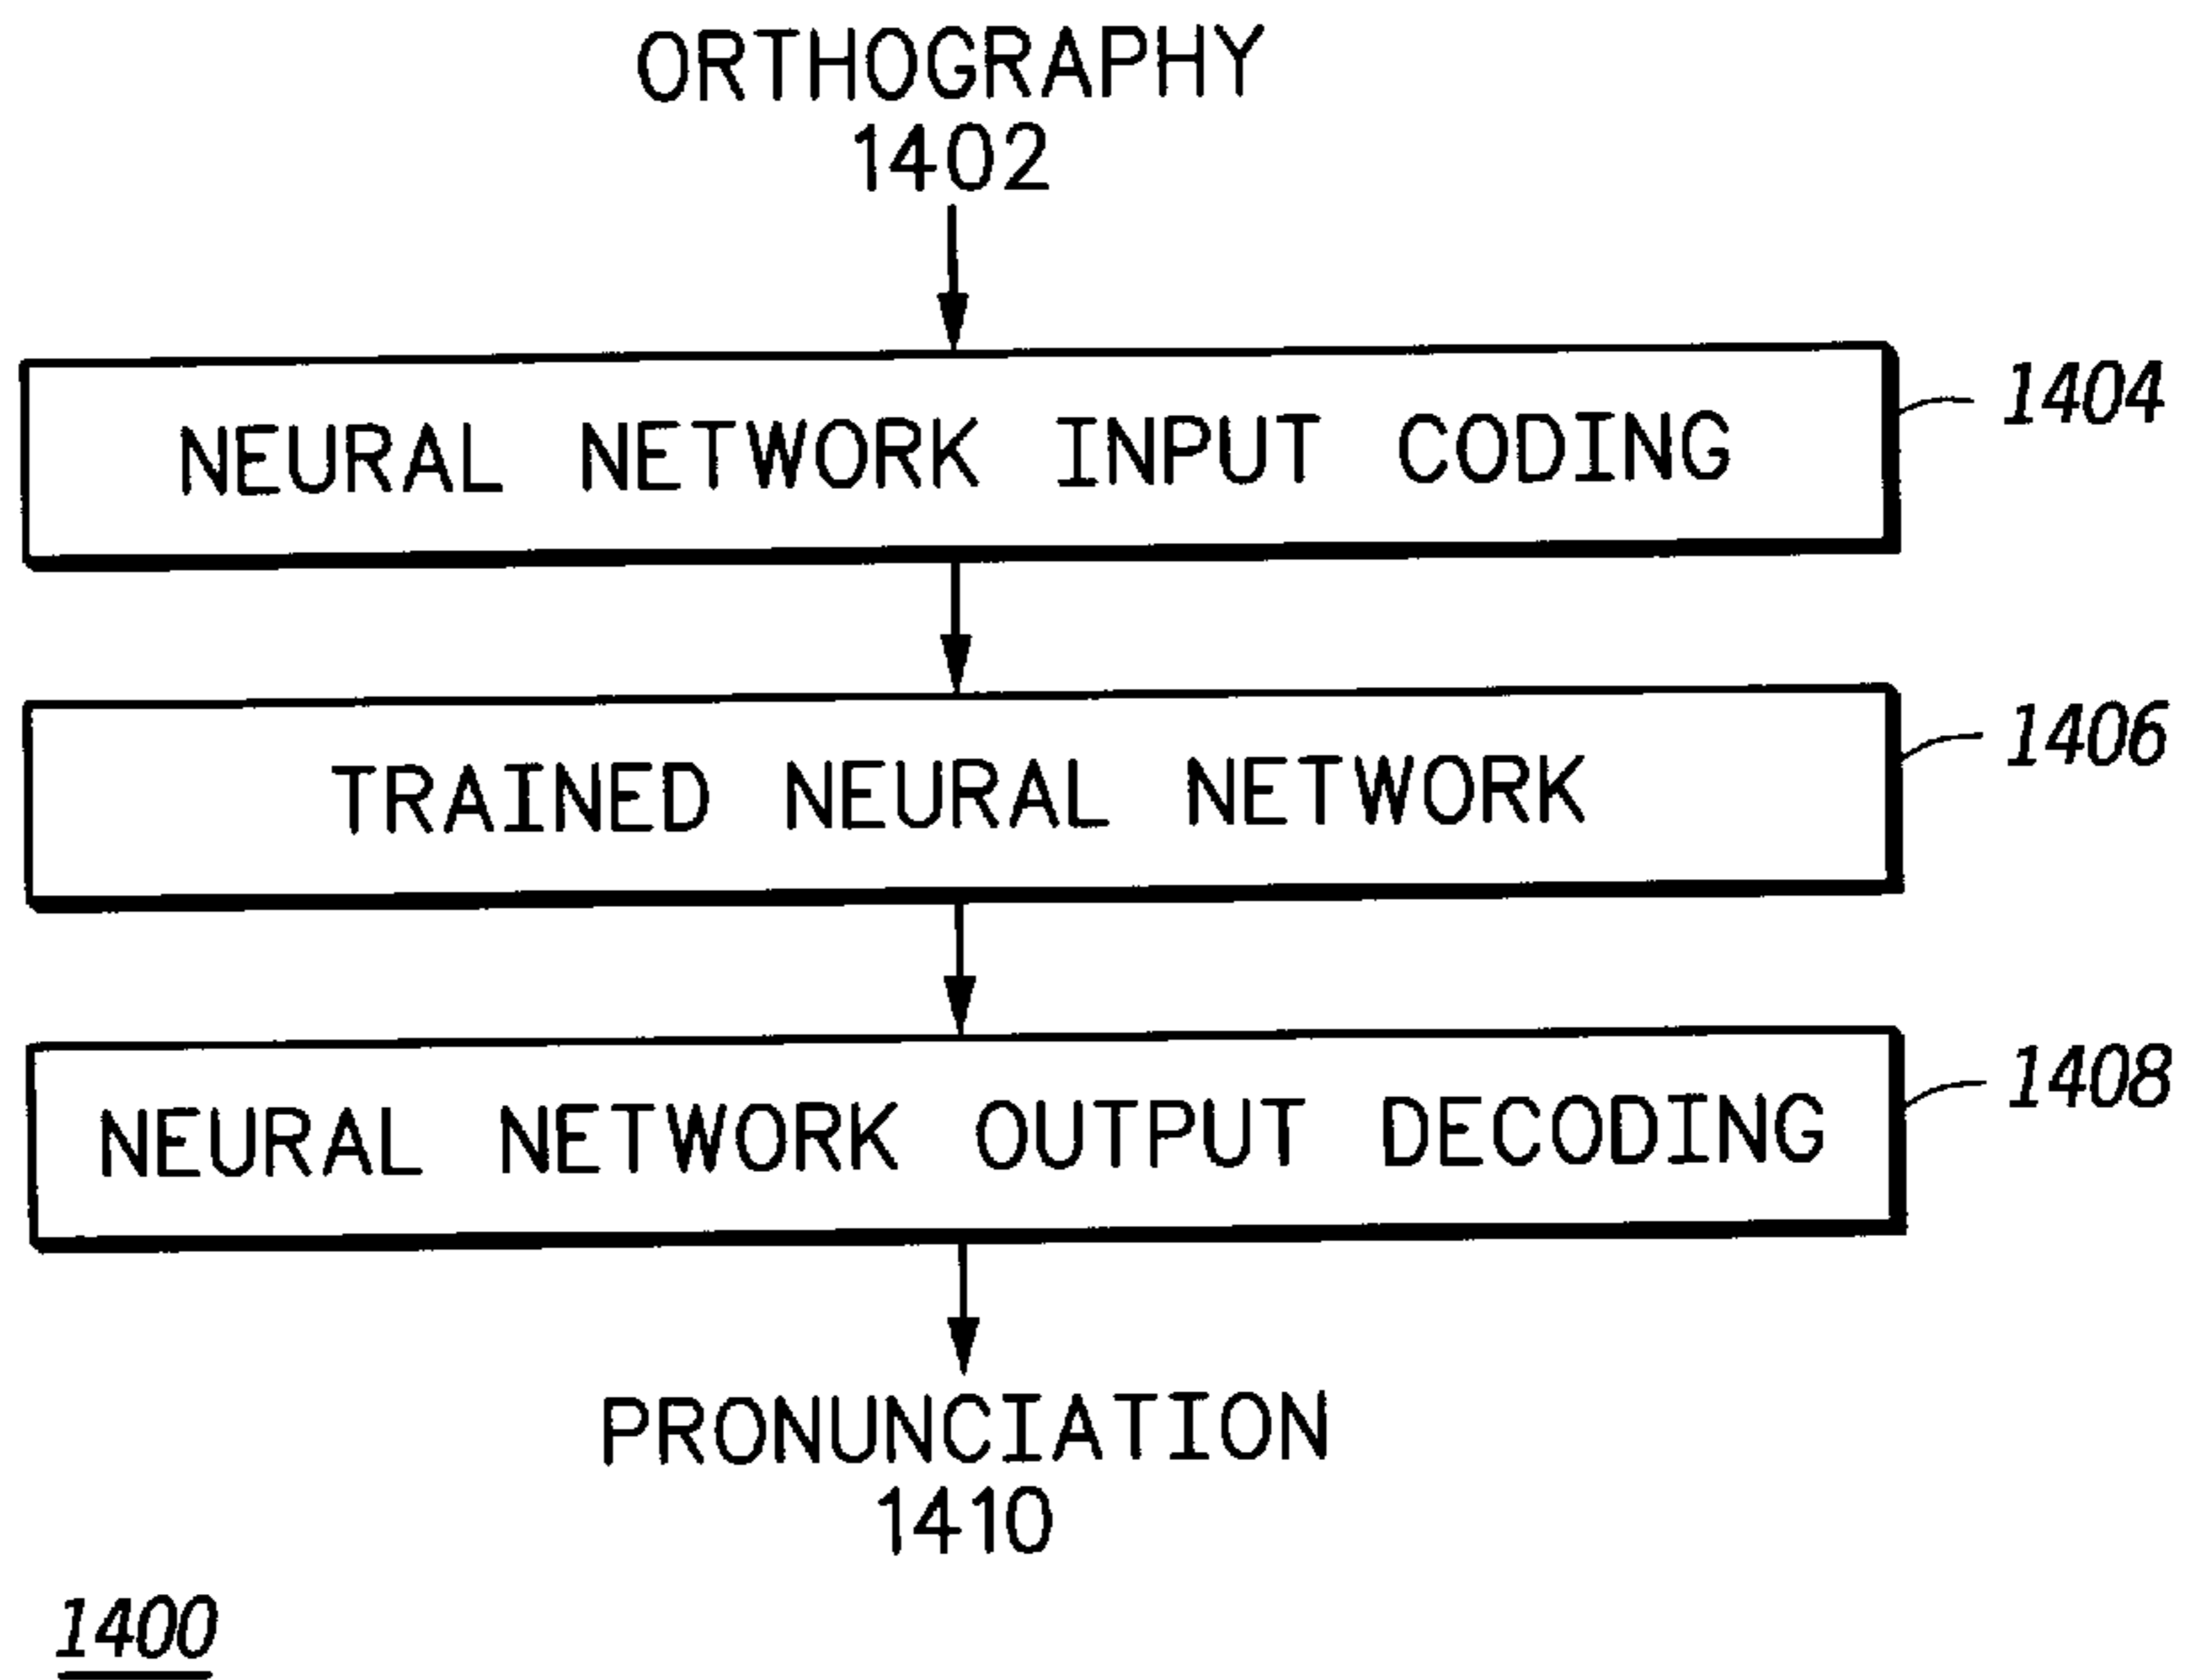 ORTHOGRAPHY
1402
NEURAL NETWORK INPUT CODING
1404
TRAINED NEURAL NETWORK
1406
NEURAL NETWORK OUTPUT DECODING
1408
PRONUNCIATION
1410
1400